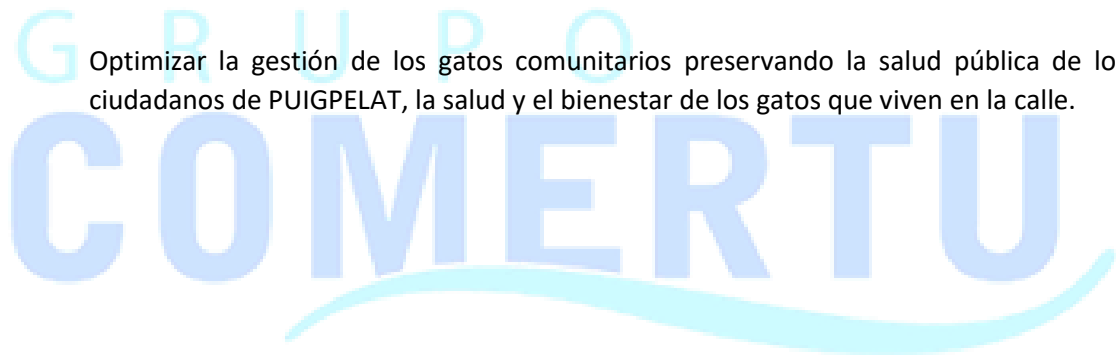 GRUPO
Optimizar la gestión de los gatos comunitarios preservando la salud pública de lo
ciudadanos de PUIGPELAT, la salud y el bienestar de los gatos que viven en la calle.
COMERTU